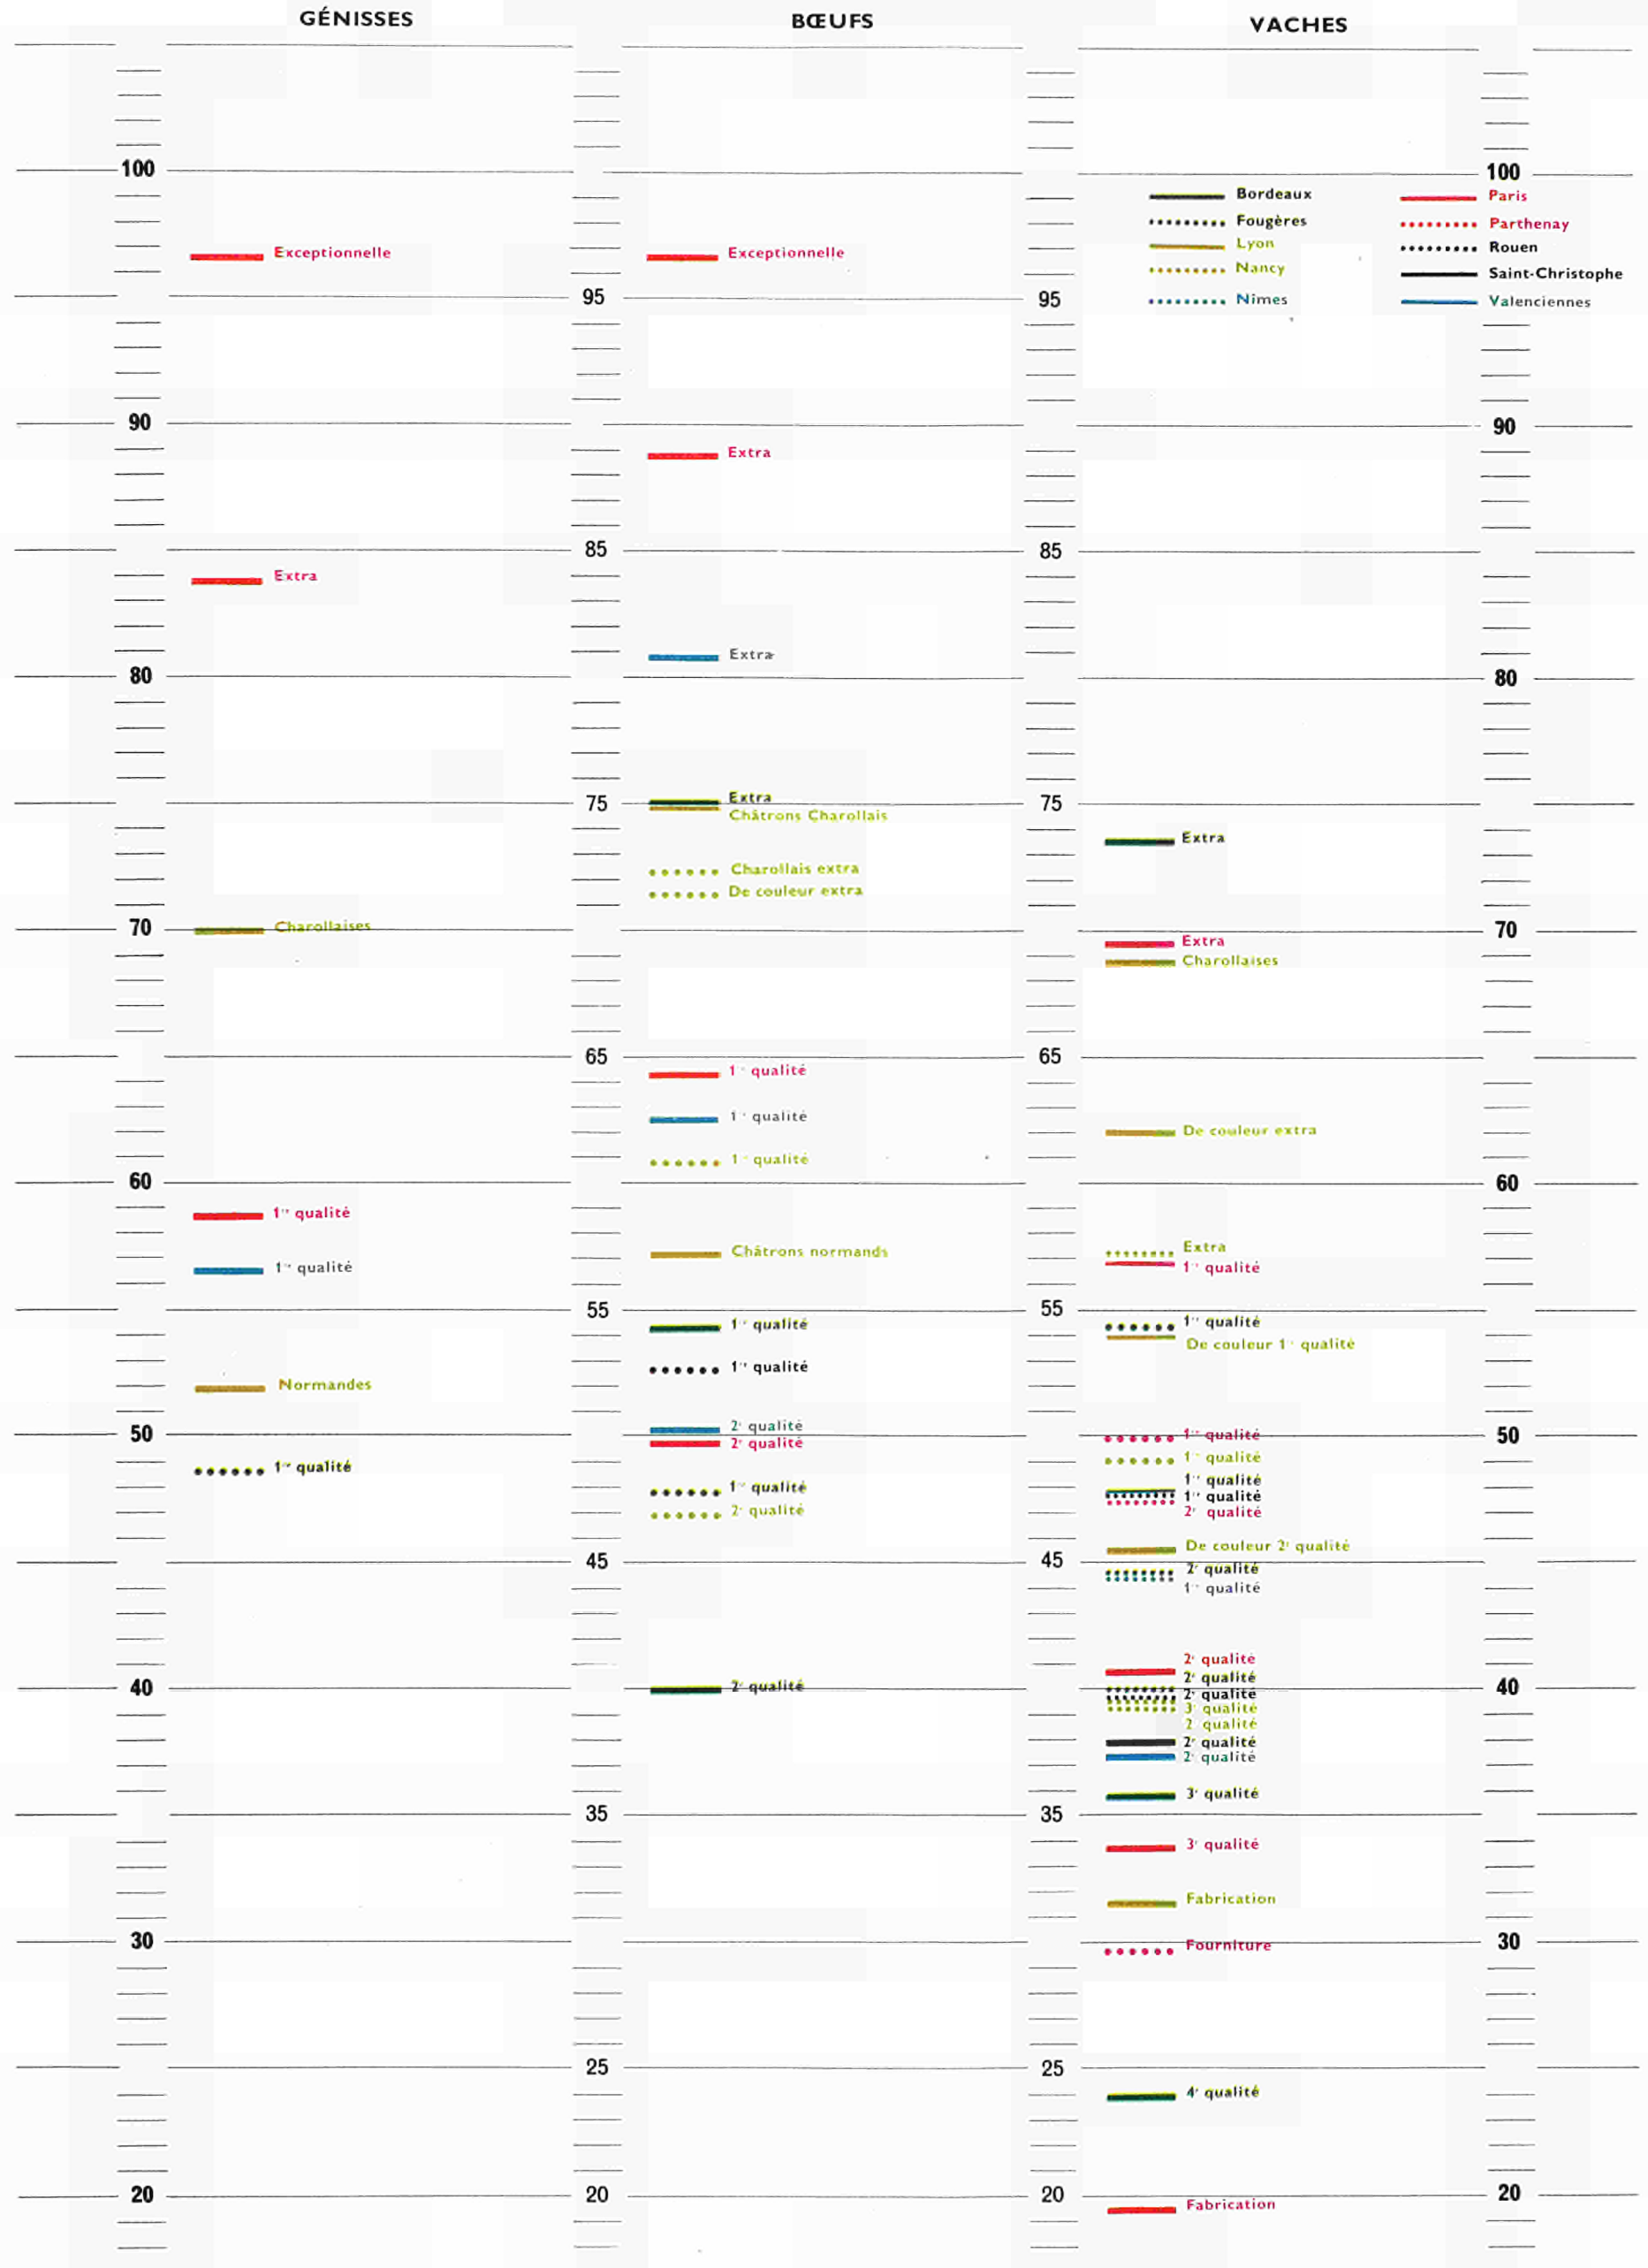 GÉNISSES BŒUFS VACHES
100 100
Bordeaux Paris
Fougères Parthenay
Lyon Rouen
Nancy Saint-Christophe
Nimes Valenciennes
Exceptionnelle Exceptionnelle
95 95
90 90
Extra
85 85
Extra
Extra
80 80
75 Extra 75
Châtrons Charollais
Extra
Charollais extra
De couleur extra
70 Charollaises 70
Extra
Charollaises
65 65
1re qualité
1re qualité
De couleur extra
1re qualité
60 60
1re qualité
Extra
Châtrons normands
1re qualité 1re qualité
55 55
1re qualité 1re qualité
De couleur 1re qualité
1re qualité
Normandes
2e qualité
50 1re qualité 50
2e qualité
1re qualité
1re qualité
1re qualité
1re qualité 1re qualité
2e qualité 2e qualité
De couleur 2e qualité
45 45
2e qualité
1re qualité
2e qualité
2e qualité
40 2e qualité 2e qualité 40
3e qualité
2e qualité
2e qualité
2e qualité
3e qualité
35 35
3e qualité
Fabrication
30 Fourniture 30
25 25
4e qualité
20 20 20 20
Fabrication